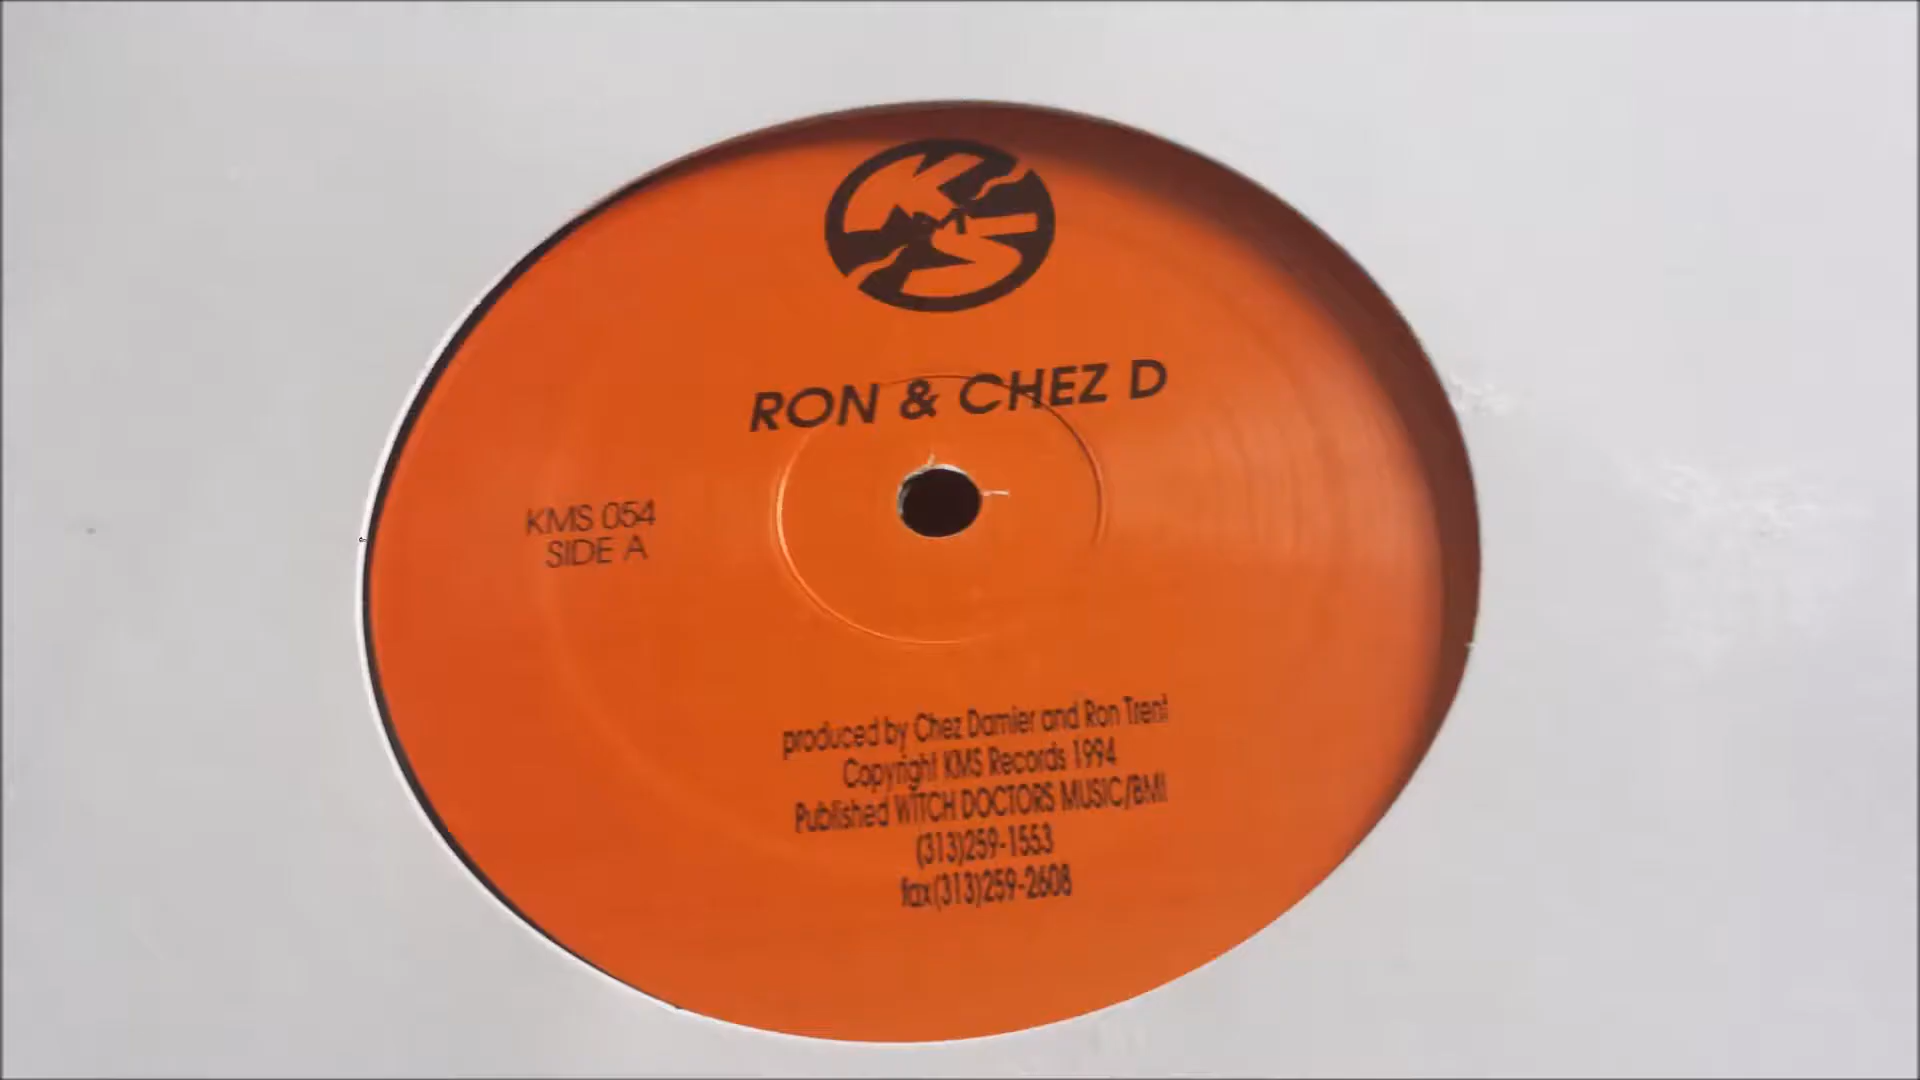 KMS
RON & CHEZ D
KMS 054
SIDE A
produced by Chez Damier and Ron Trent
Copyright KMS Records 1994
Published WITCH DOCTORS MUSIC/BMI
(313)259-1553
fax(313)259-2608